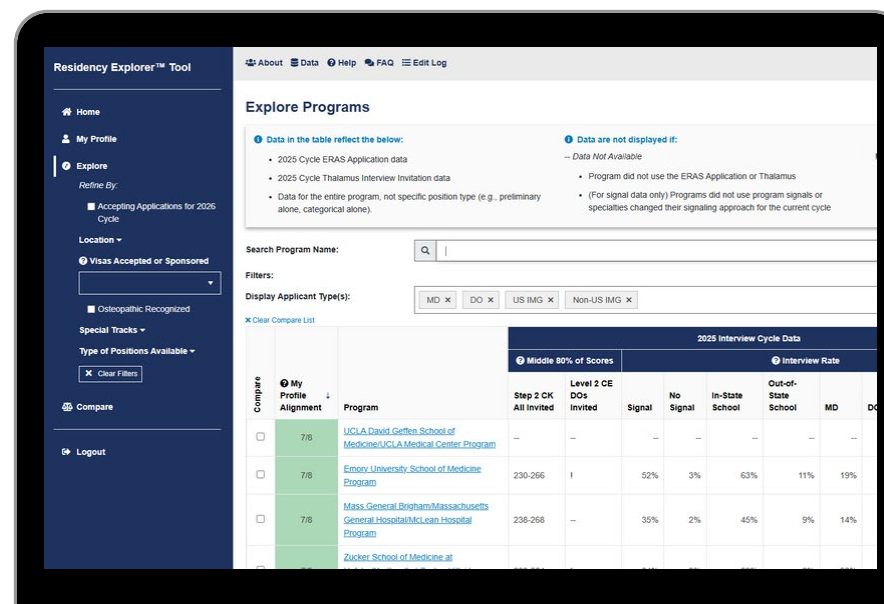 Residency Explorer™ Tool
Home
My Profile
Explore
Refine By:
Accepting Applications for 2026
Cycle
Location
Visas Accepted or Sponsored
Osteopathic Recognized
Special Tracks
Type of Positions Available
× Clear Filters
Compare
Logout
About Data Help FAQ Edit Log
Explore Programs
Data in the table reflect the below:
• 2025 Cycle ERAS Application data
• 2025 Cycle Thalamus Interview Invitation data
• Data for the entire program, not specific position type (e.g., preliminary
alone, categorical alone).
Data are not displayed if:
-- Data Not Available
• Program did not use the ERAS Application or Thalamus
• (For signal data only) Programs did not use program signals or
specialties changed their signaling approach for the current cycle
Search Program Name:
Filters:
Display Applicant Type(s): MD × DO × US IMG × Non-US IMG ×
× Clear Compare List
2025 Interview Cycle Data
Middle 80% of Scores Interview Rate
Compare
My
Profile
Alignment
Program
Step 2 CK
All Invited
Level 2 CE
DOs
Invited
Signal
No
Signal
In-State
School
Out-of-
State
School
MD
7/8 UCLA David Geffen School of
Medicine/UCLA Medical Center Program -- -- -- -- -- -- --
7/8 Emory University School of Medicine
Program 230-266 ! 52% 3% 63% 11% 19%
7/8 Mass General Brigham/Massachusetts
General Hospital/McLean Hospital
Program 238-268 -- 35% 2% 45% 9% 14%
Zucker School of Medicine at